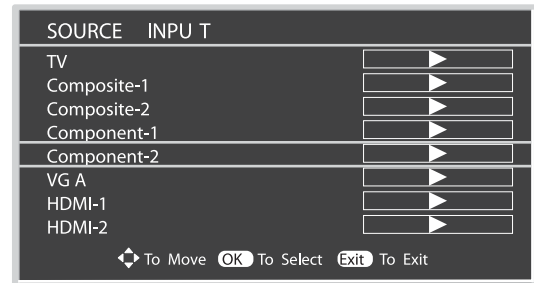 SOURCE INPU T
TV
Composite-1
Composite-2
Component-1
Component-2
VG A
HDMI-1
HDMI-2
To Move OK To Select Exit To Exit